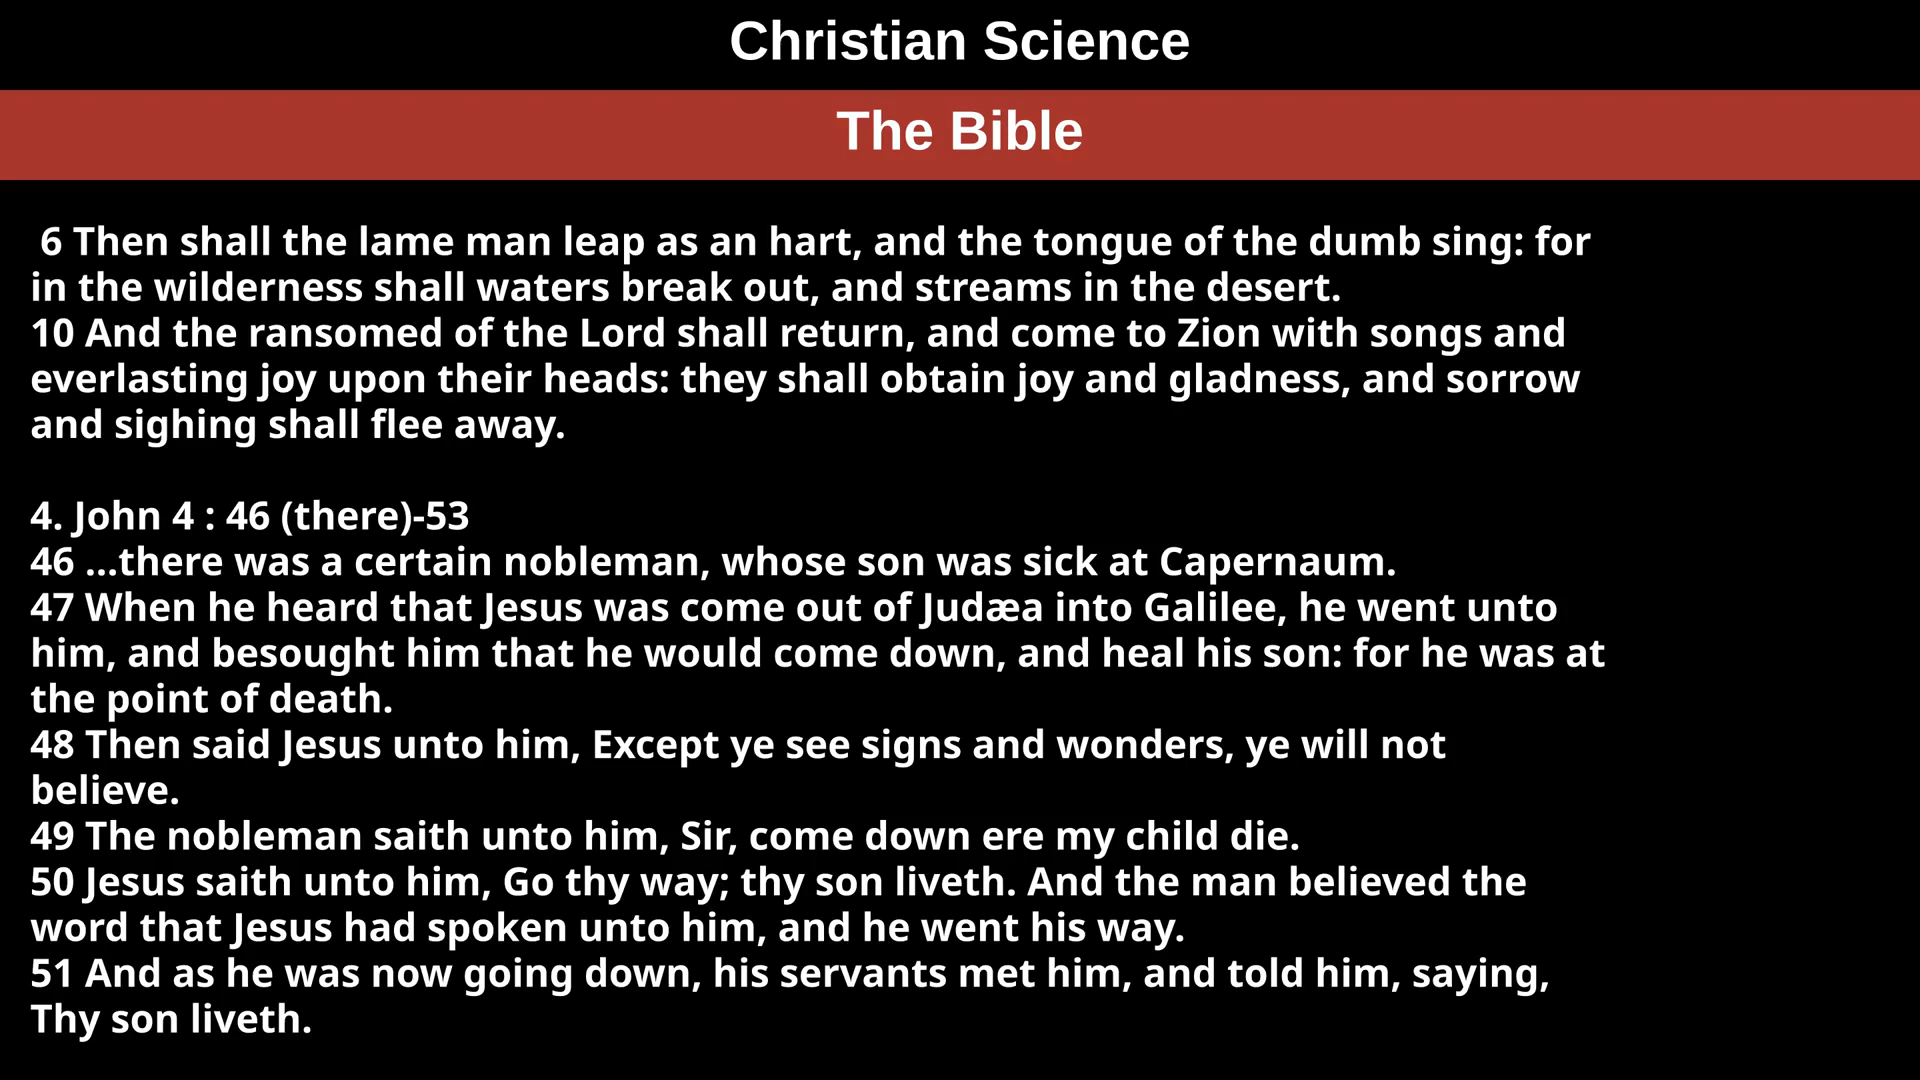 Christian Science
The Bible
6 Then shall the lame man leap as an hart, and the tongue of the dumb sing: for
in the wilderness shall waters break out, and streams in the desert.
10 And the ransomed of the Lord shall return, and come to Zion with songs and
everlasting joy upon their heads: they shall obtain joy and gladness, and sorrow
and sighing shall flee away.
4. John 4 : 46 (there)-53
46 ...there was a certain nobleman, whose son was sick at Capernaum.
47 When he heard that Jesus was come out of Judæa into Galilee, he went unto
him, and besought him that he would come down, and heal his son: for he was at
the point of death.
48 Then said Jesus unto him, Except ye see signs and wonders, ye will not
believe.
49 The nobleman saith unto him, Sir, come down ere my child die.
50 Jesus saith unto him, Go thy way; thy son liveth. And the man believed the
word that Jesus had spoken unto him, and he went his way.
51 And as he was now going down, his servants met him, and told him, saying,
Thy son liveth.